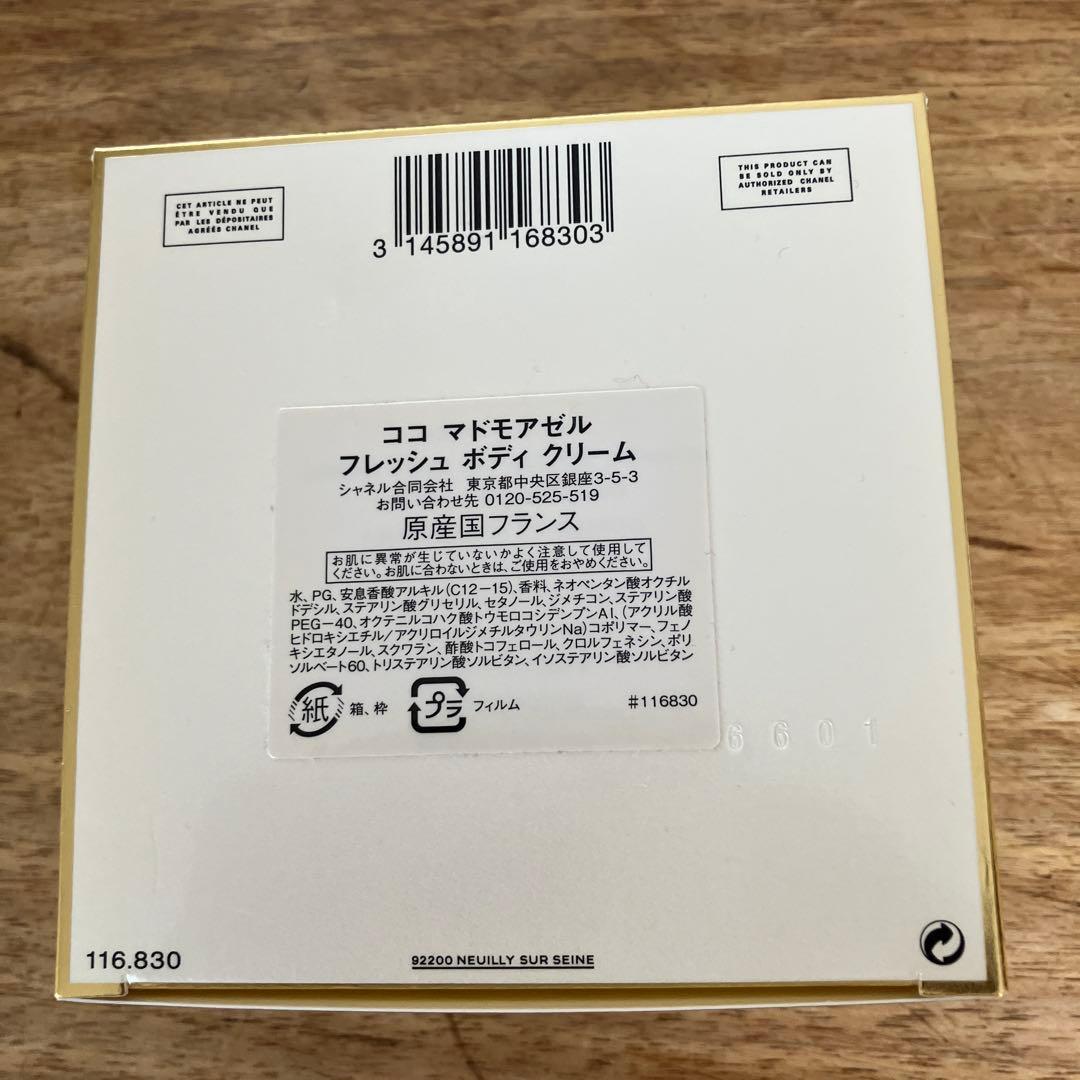 CET ARTICLE NE PEUT
ÊTRE VENDU QUE
PAR LES DÉPOSITAIRES
AGRÉÉS CHANEL
3 145891 168303
THIS PRODUCT CAN
BE SOLD ONLY BY
AUTHORIZED CHANEL
RETAILERS
ココ マドモアゼル
フレッシュ ボディ クリーム
シャネル合同会社 東京都中央区銀座3-5-3
お問い合わせ先 0120-525-519
原産国フランス
お肌に異常が生じていないかよく注意して使用して
ください。お肌に合わないときは、ご使用をおやめください。
水、PG、安息香酸アルキル(C12-15)、香料、ネオペンタン酸オクチル
ドデシル、ステアリン酸グリセリル、セタノール、ジメチコン、ステアリン酸
PEG-40、オクテニルコハク酸トウモロコシデンプンAl、(アクリル酸
ヒドロキシエチル/アクリロイルジメチルタウリンNa)コポリマー、フェノ
キシエタノール、スクワラン、酢酸トコフェロール、クロルフェネシン、ポリ
ソルベート60、トリステアリン酸ソルビタン、イソステアリン酸ソルビタン
紙 箱、枠 プラ フィルム #116830
6601
116.830
92200 NEUILLY SUR SEINE